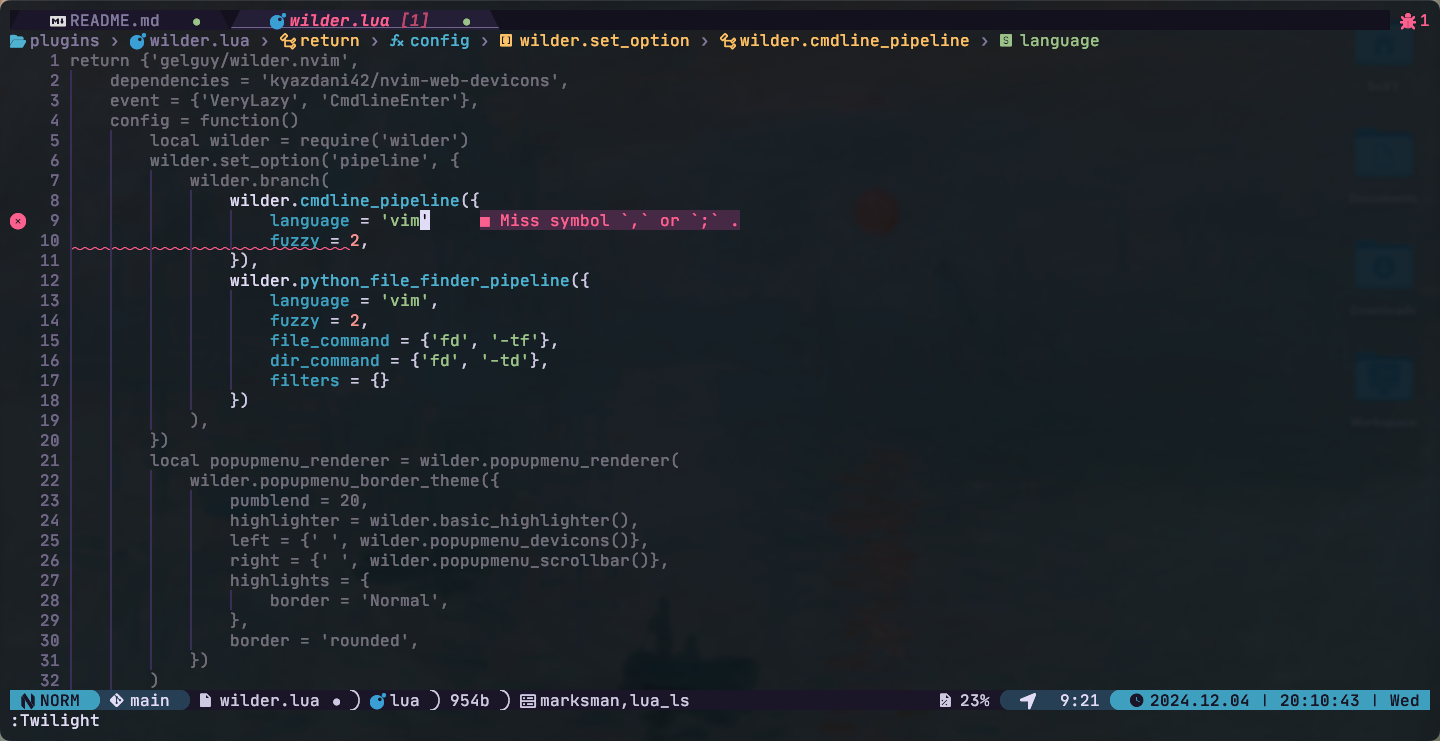 README.md ● wilder.lua [1] ● 1
plugins › wilder.lua › return › config › wilder.set_option › wilder.cmdline_pipeline › S language
1 return {'gelguy/wilder.nvim',
2 dependencies = 'kyazdani42/nvim-web-devicons',
3 event = {'VeryLazy', 'CmdlineEnter'},
4 config = function()
5 local wilder = require('wilder')
6 wilder.set_option('pipeline', {
7 wilder.branch(
8 wilder.cmdline_pipeline({
9 language = 'vim' ■ Miss symbol `,` or `;` .
10 fuzzy = 2,
11 }),
12 wilder.python_file_finder_pipeline({
13 language = 'vim',
14 fuzzy = 2,
15 file_command = {'fd', '-tf'},
16 dir_command = {'fd', '-td'},
17 filters = {}
18 })
19 ),
20 })
21 local popupmenu_renderer = wilder.popupmenu_renderer(
22 wilder.popupmenu_border_theme({
23 pumblend = 20,
24 highlighter = wilder.basic_highlighter(),
25 left = {' ', wilder.popupmenu_devicons()},
26 right = {' ', wilder.popupmenu_scrollbar()},
27 highlights = {
28 border = 'Normal',
29 },
30 border = 'rounded',
31 })
32 )
NORM main wilder.lua ● ) lua ) 954b ) marksman,lua_ls 23% 9:21 2024.12.04 | 20:10:43 | Wed
:Twilight